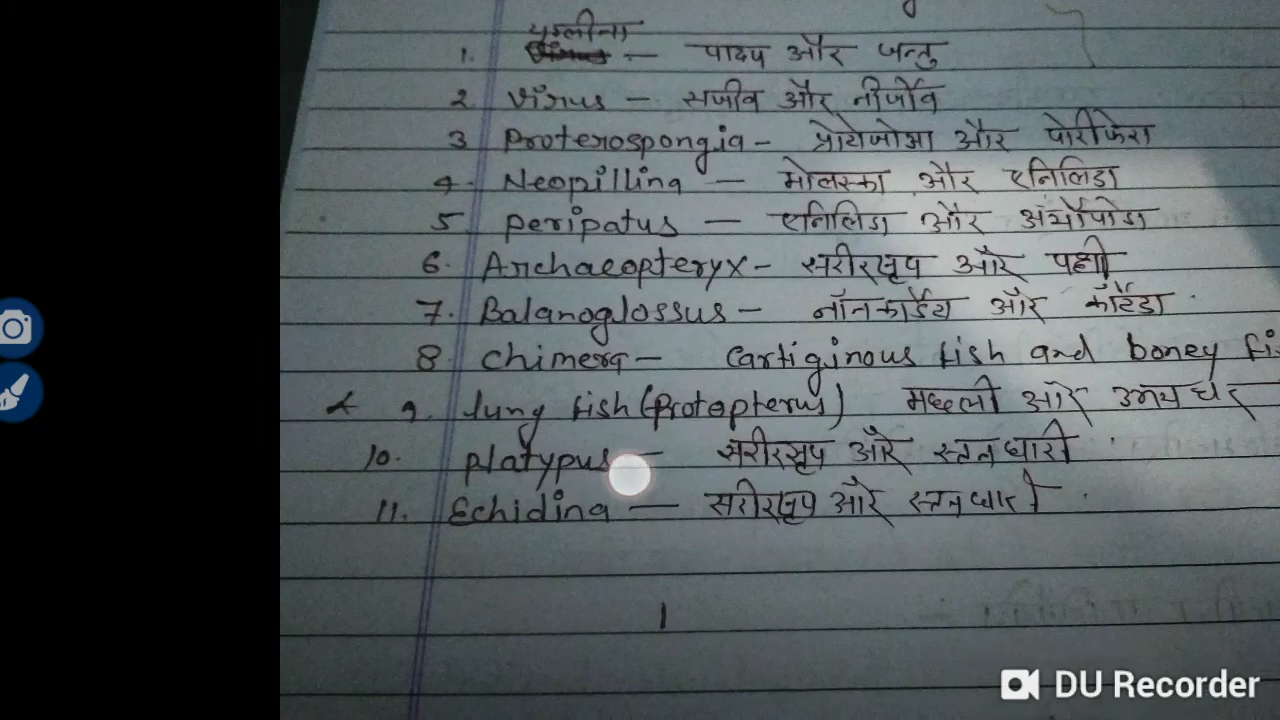 युग्लीना
1. — पादप और जन्तु
2 Virus — सजीव और नीर्जीव
3 Proterospongia - प्रोटोजोआ और पोरीफेरा
4. Neopillina — मोलस्का और एनिलिडा
5. peripatus — एनिलिडा और अर्थोपोडा
6. Archaeopteryx - सरीसृप और पक्षी
7. Balanoglossus - नॉनकार्डेटा और कॉर्डेटा
8. Chimera - Cartiginous fish and boney
9. lung fish (Protopterus) मछली और उभयचर
10. platypus — सरीसृप और स्तनधारी
11. Echidina — सरीसृप और स्तनधारी
DU Recorder